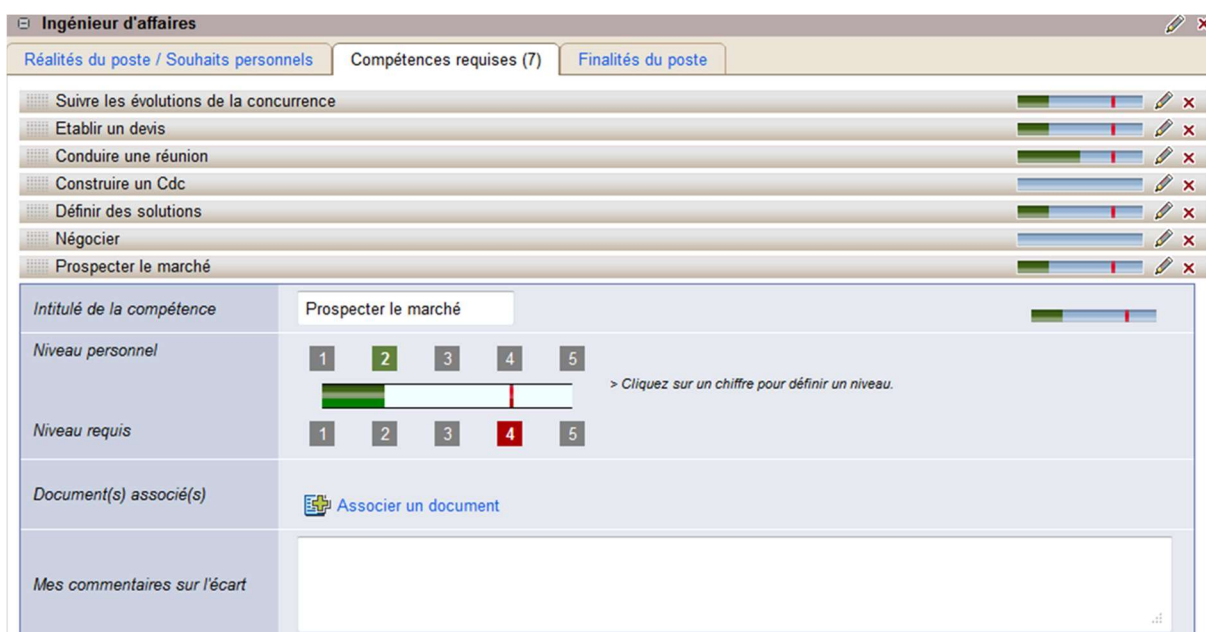 Ingénieur d'affaires
Réalités du poste / Souhaits personnels Compétences requises (7) Finalités du poste
Suivre les évolutions de la concurrence
Etablir un devis
Conduire une réunion
Construire un Cdc
Définir des solutions
Négocier
Prospecter le marché
Intitulé de la compétence Prospecter le marché
Niveau personnel
1 2 3 4 5
> Cliquez sur un chiffre pour définir un niveau.
Niveau requis
1 2 3 4 5
Document(s) associé(s)
Associer un document
Mes commentaires sur l'écart